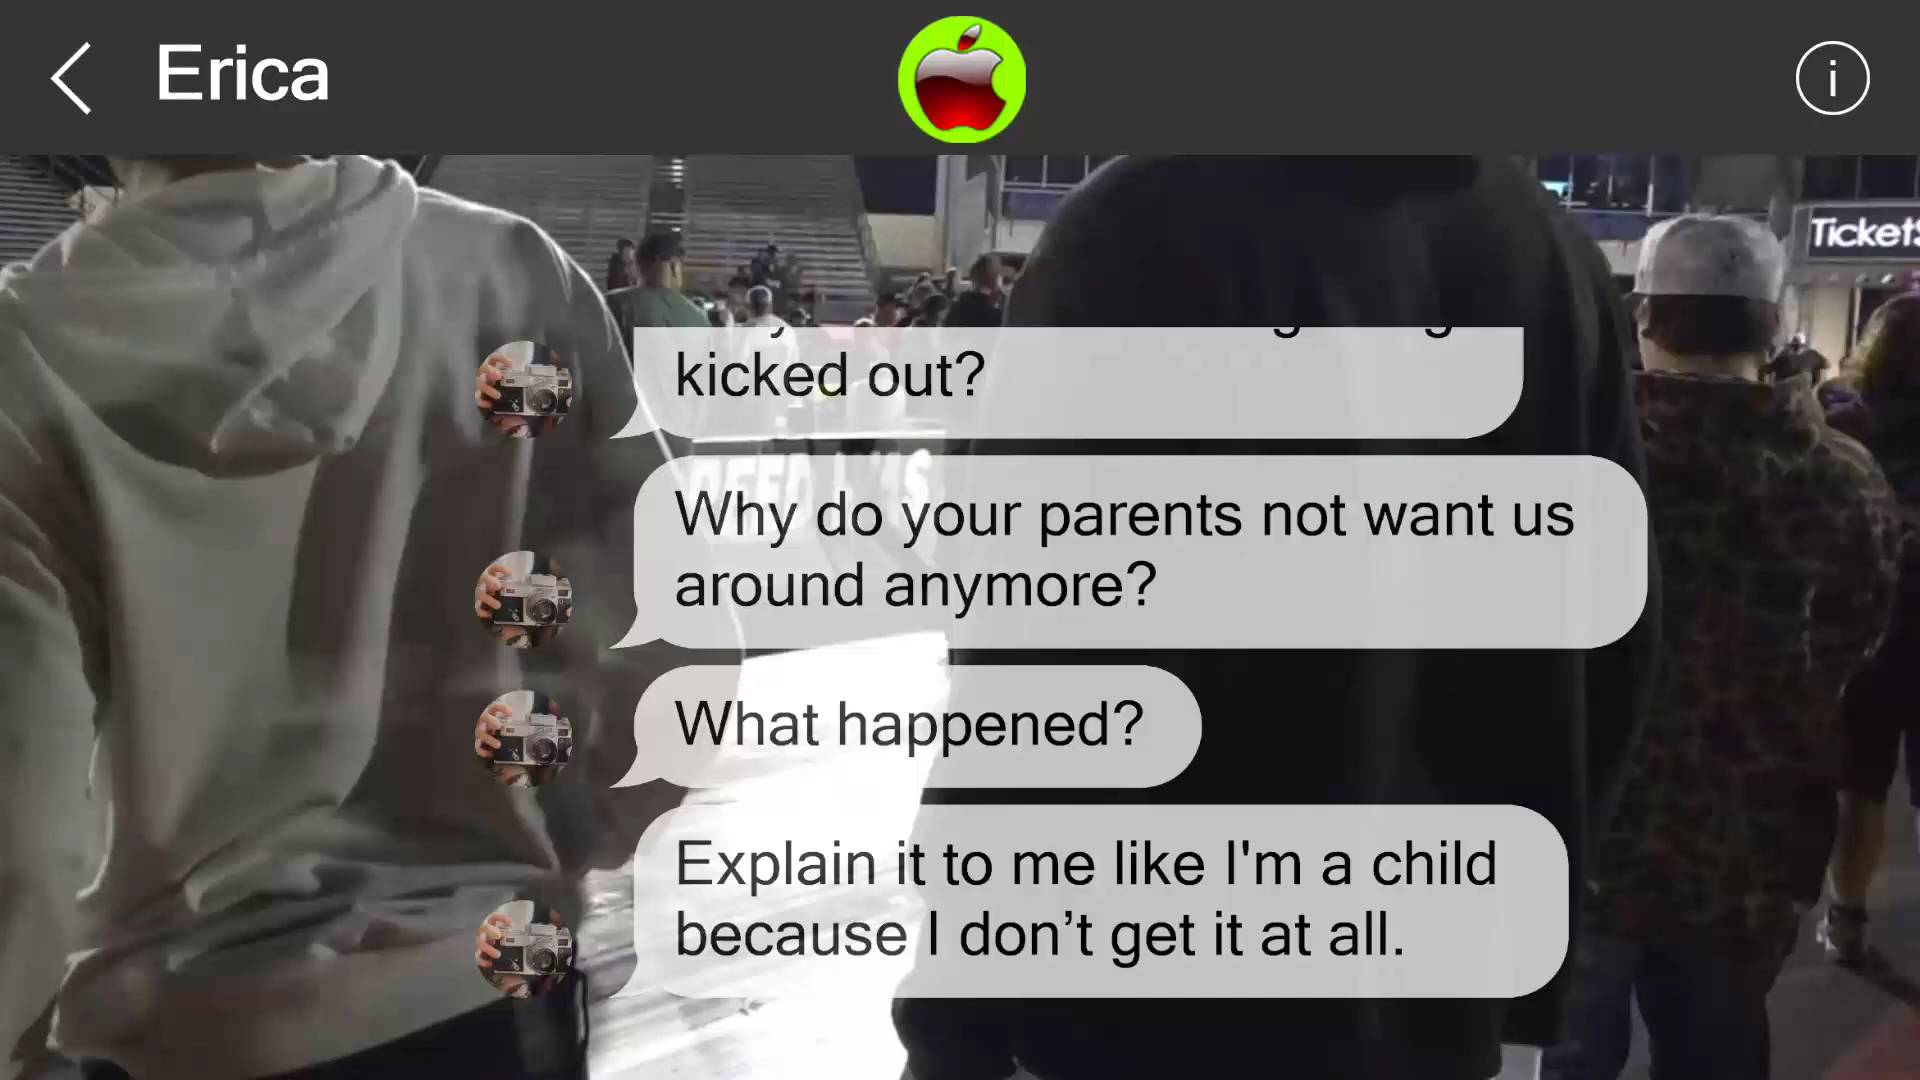 Erica
i
Tickets
kicked out?
Why do your parents not want us
around anymore?
What happened?
Explain it to me like I'm a child
because I don’t get it at all.